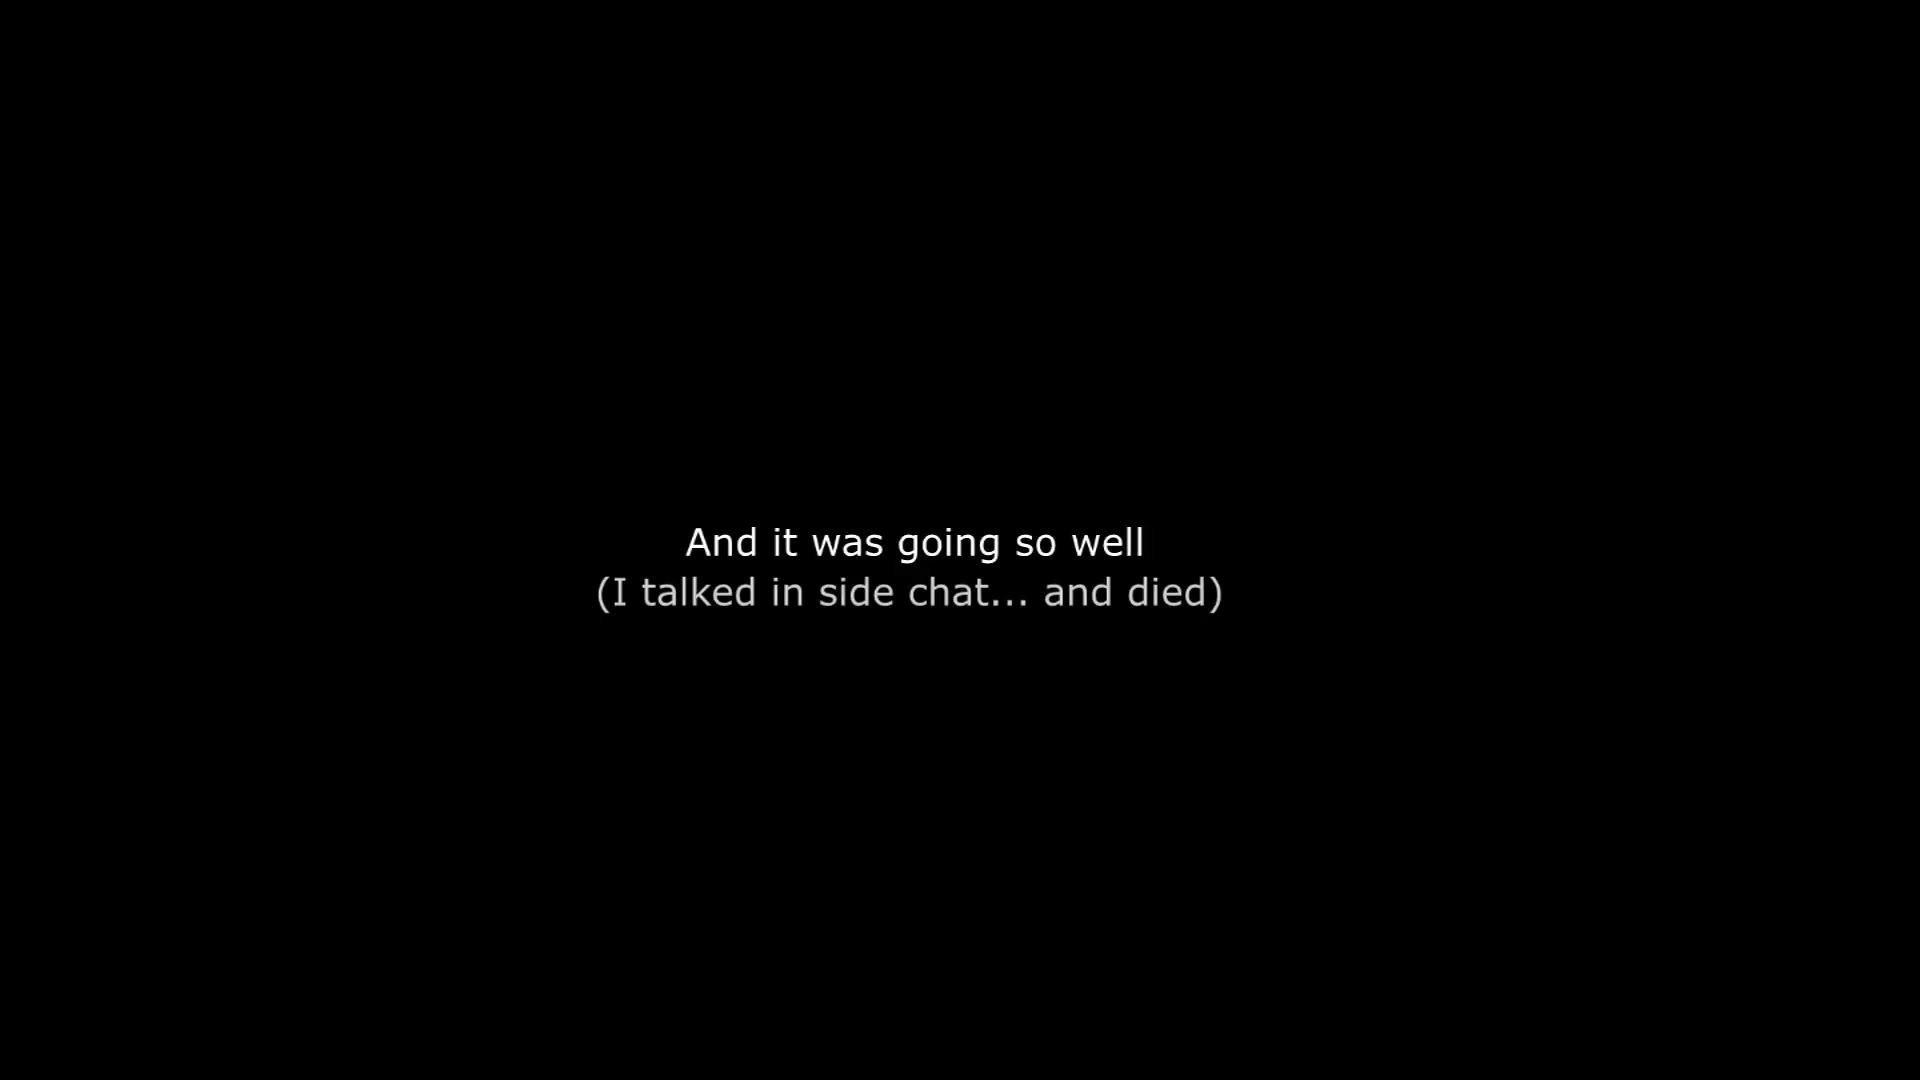 And it was going so well
(I talked in side chat... and died)